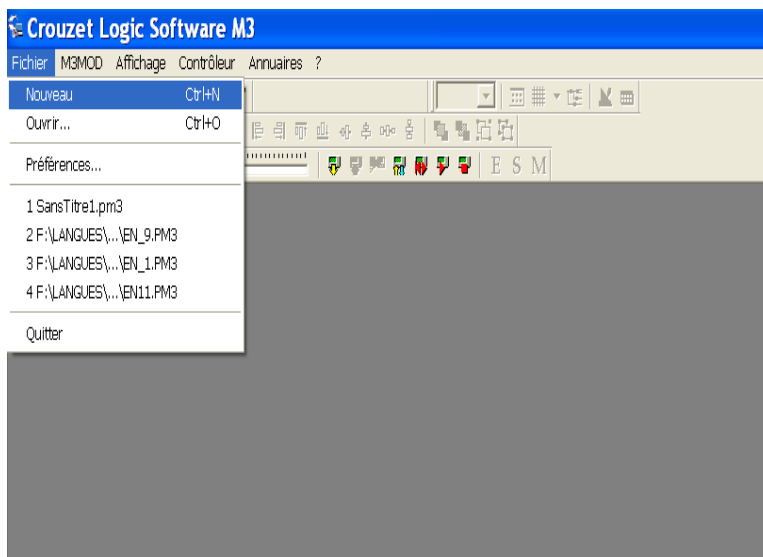 Crouzet Logic Software M3
Fichier M3MOD Affichage Contrôleur Annuaires ?
Nouveau Ctrl+N
Ouvrir... Ctrl+O
Préférences...
1 SansTitre1.pm3
2 F:\LANGUES\...\EN_9.PM3
3 F:\LANGUES\...\EN_1.PM3
4 F:\LANGUES\...\EN11.PM3
Quitter
E S M